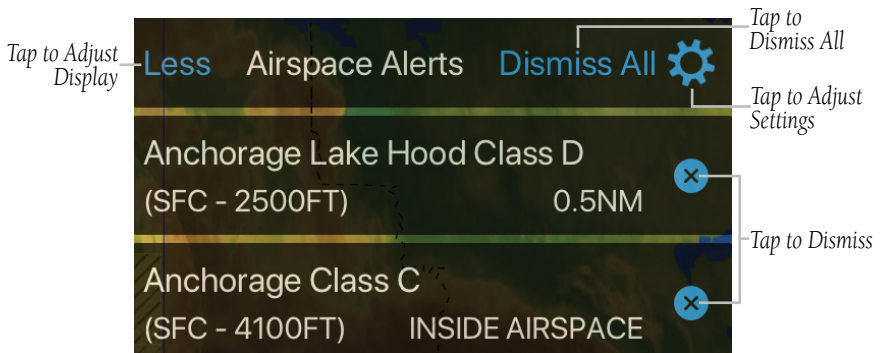 Tap to
Dismiss All
Tap to Adjust
Display
Less Airspace Alerts Dismiss All
Tap to Adjust
Settings
Anchorage Lake Hood Class D
(SFC - 2500FT) 0.5NM
Tap to Dismiss
Anchorage Class C
(SFC - 4100FT) INSIDE AIRSPACE